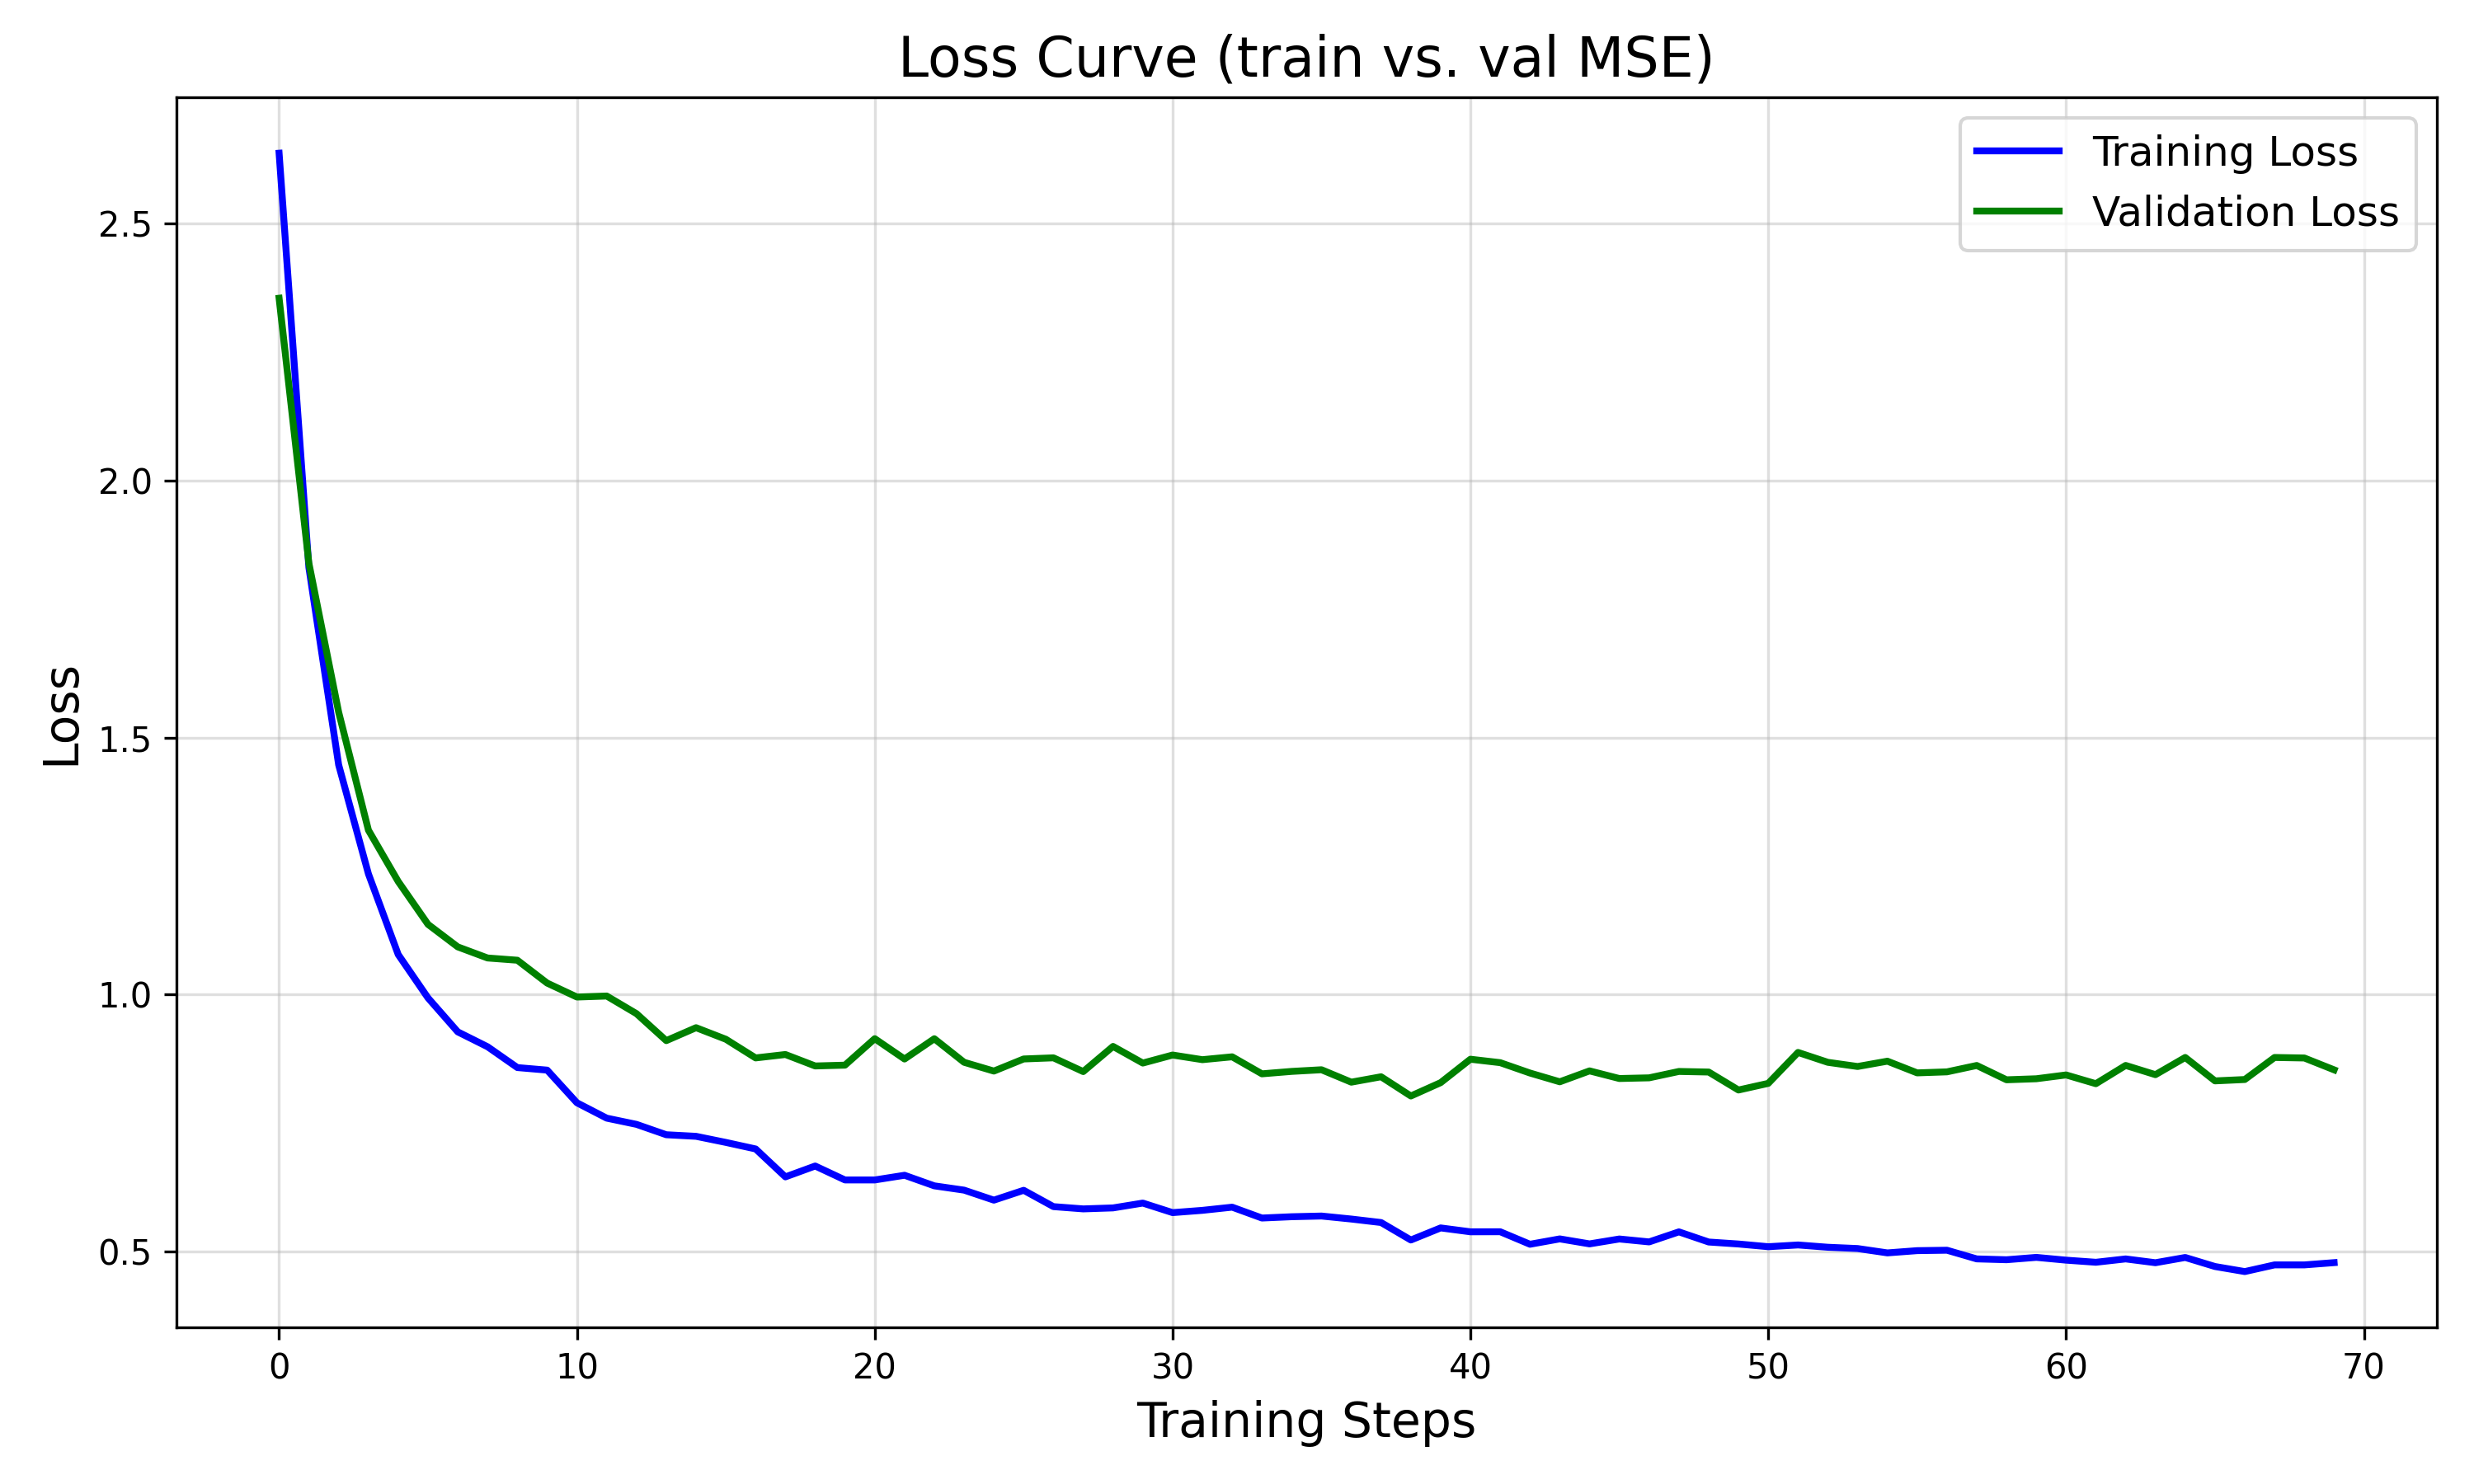 Loss Curve (train vs. val MSE)
Training Loss
Validation Loss
2.5
2.0
1.5
1.0
0.5
Loss
0 10 20 30 40 50 60 70
Training Steps